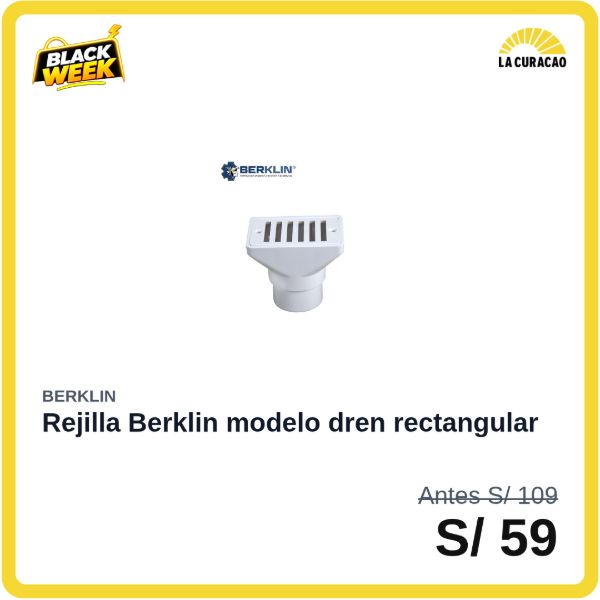 BLACK
WEEK
LA CURACAO
BERKLIN®
BERKLIN
Rejilla Berklin modelo dren rectangular
Antes S/ 109
S/ 59